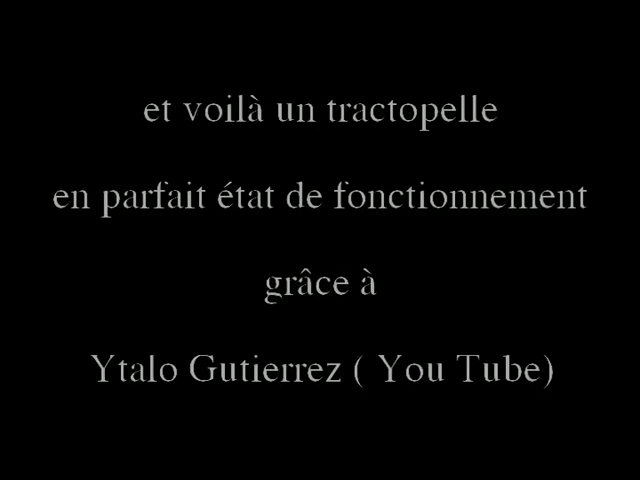 et voilà un tractopelle
en parfait état de fonctionnement
grâce à
Ytalo Gutierrez ( You Tube)